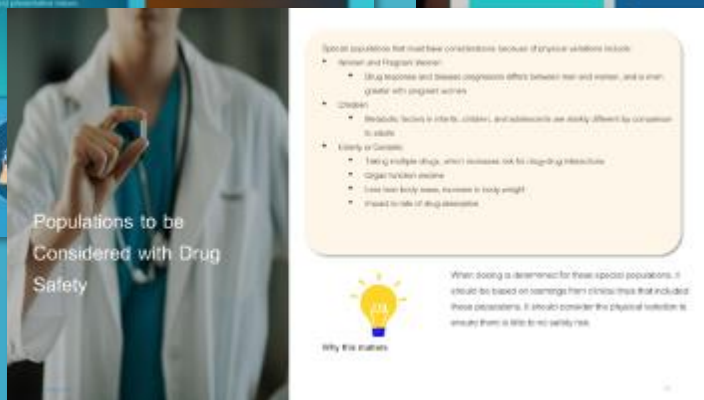 Populations to be
Considered with Drug
Safety
Special populations that must have considerations because of physical variations include:
Women and Pregnant Women
Drug response and disease progressions differs between men and women, and is even
greater with pregnant women
Children
Metabolic factors in infants, children, and adolescents are starkly different by comparison
to adults
Elderly or Geriatric
Taking multiple drugs, which increases risk for drug-drug interactions
Organ function decline
Less lean body mass, increase in body weight
Impact to rate of drug absorption
When dosing is determined for these special populations, it
should be based on learnings from clinical trials that included
these populations. It should consider the physical variation to
ensure there is little to no safety risk.
Why this matters